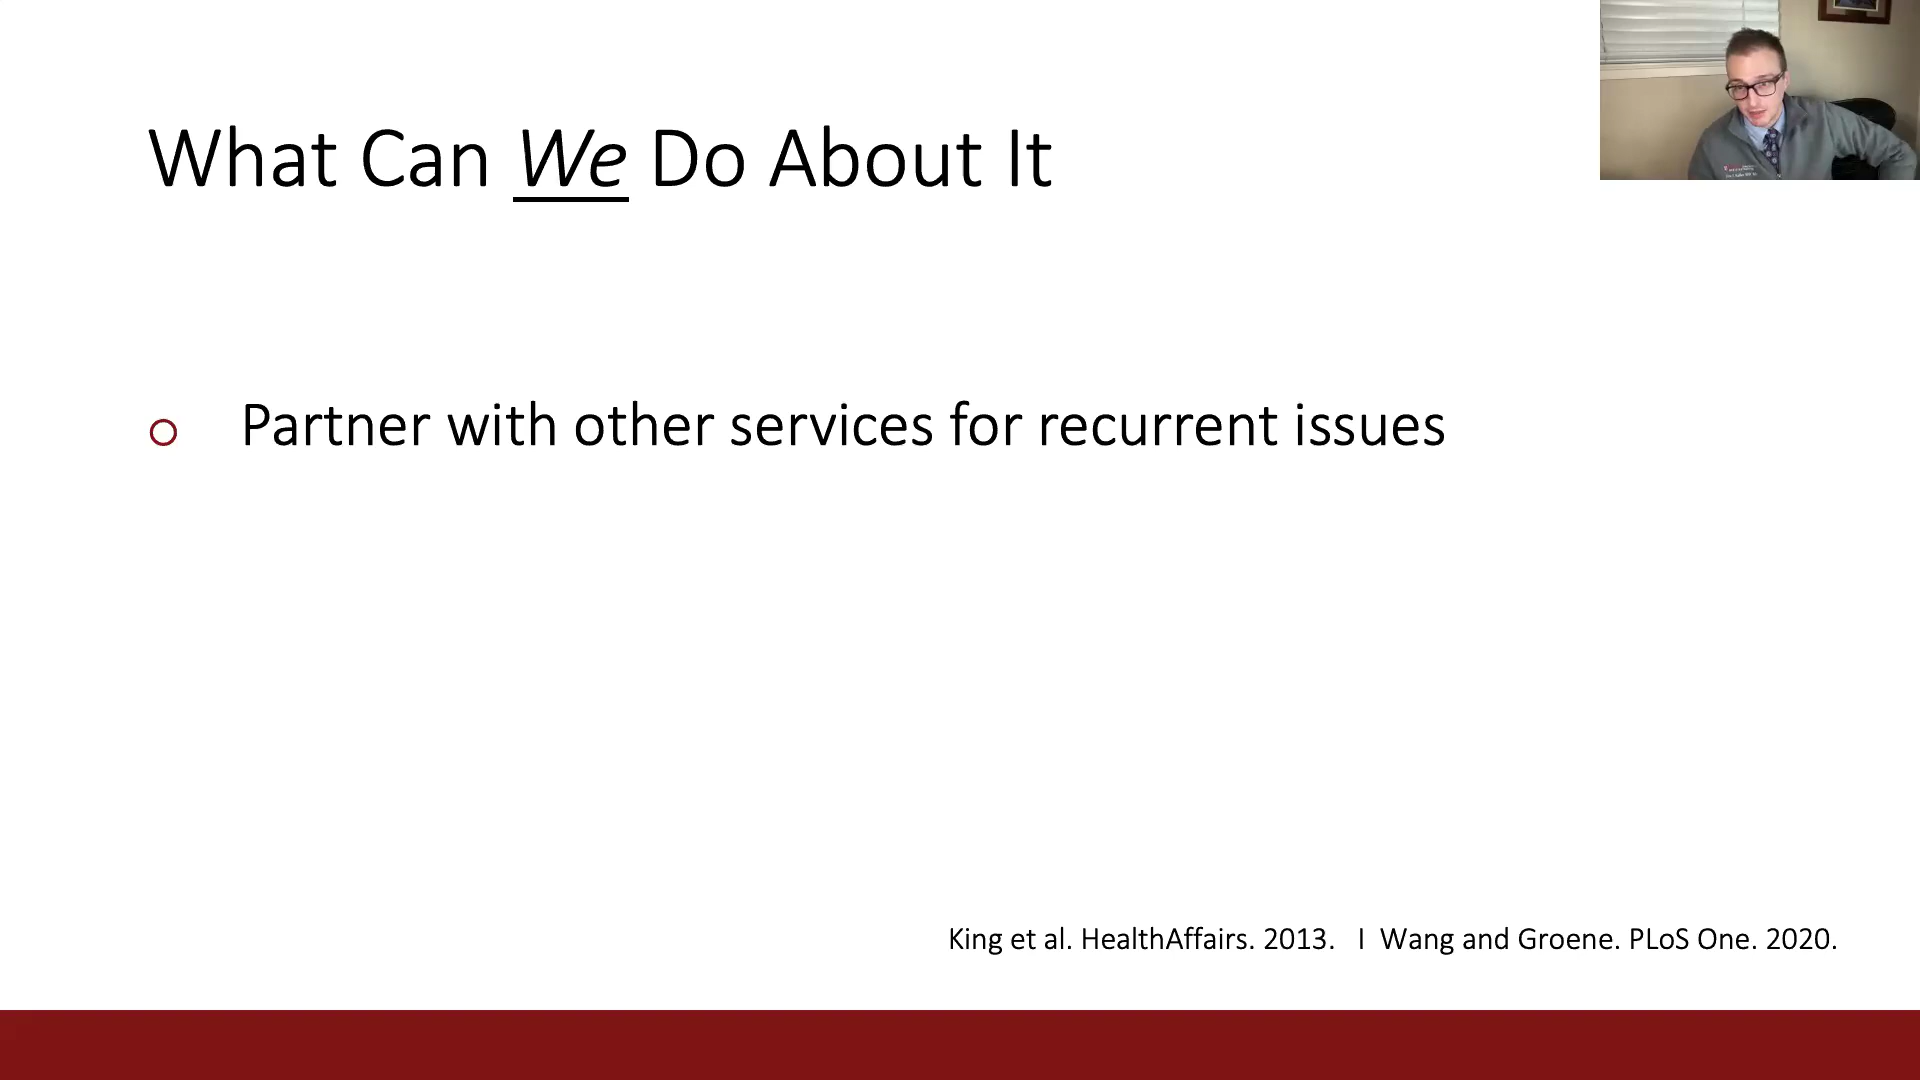 What Can We Do About It
Partner with other services for recurrent issues
King et al. HealthAffairs. 2013. I Wang and Groene. PLoS One. 2020.